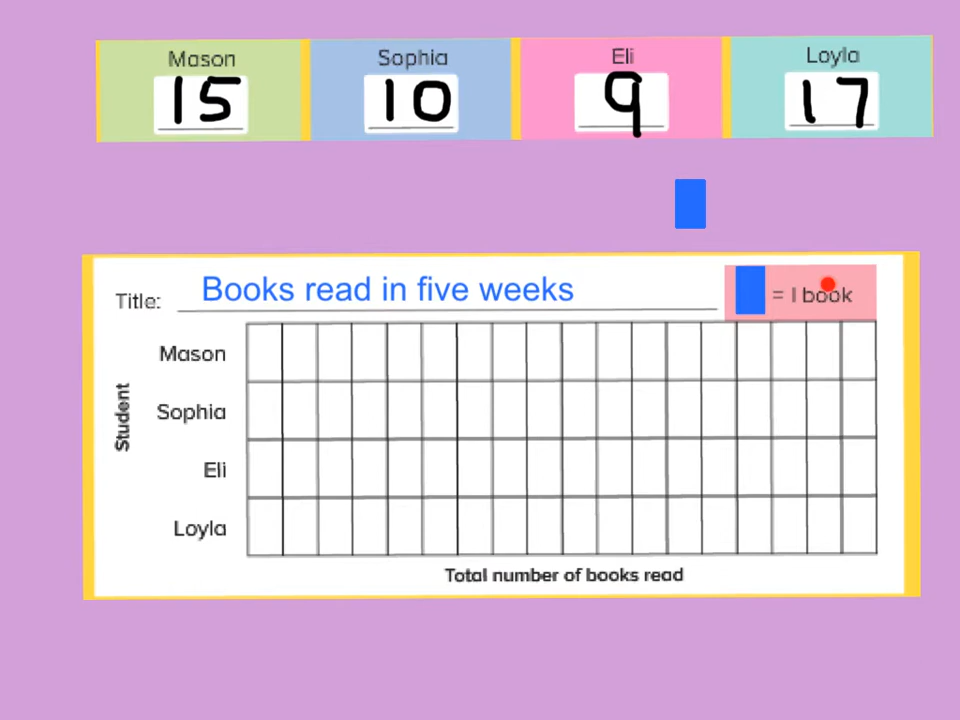 Mason Sophia Eli Loyla
15 10 9 17
Title: Books read in five weeks = 1 book
Student
Mason
Sophia
Eli
Loyla
Total number of books read